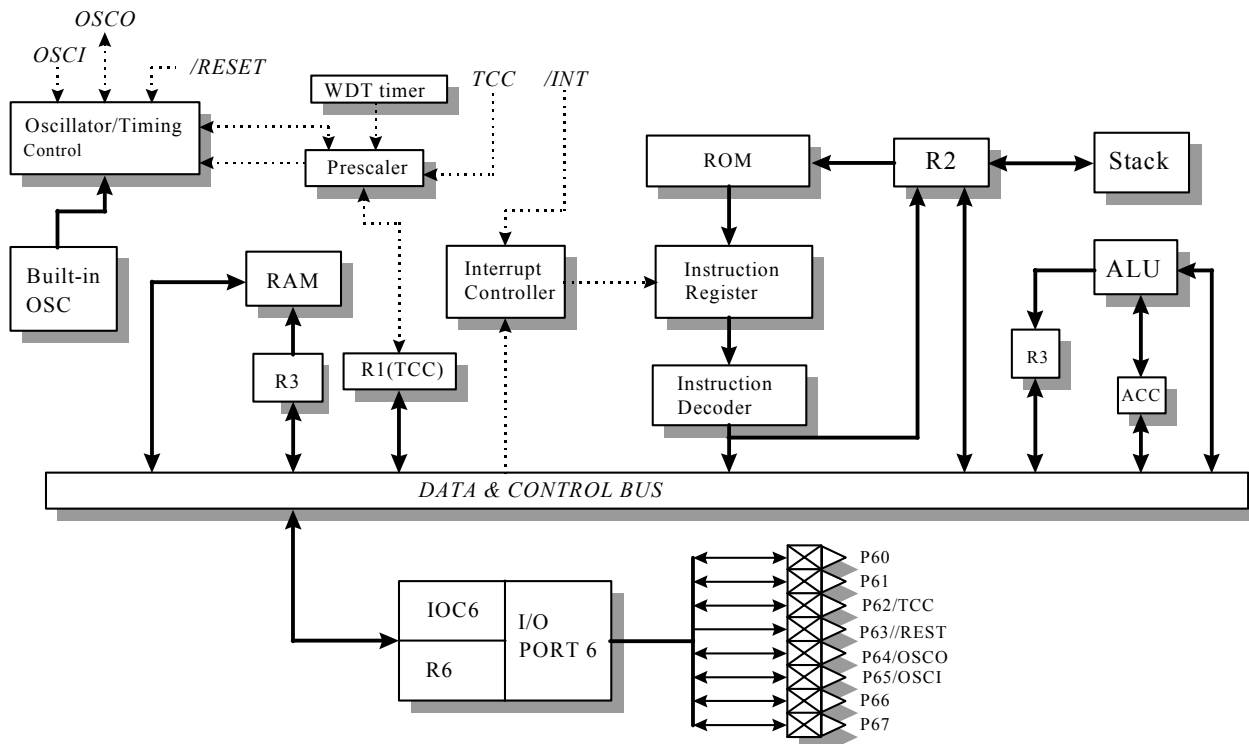 OSCO
OSCI
/RESET
WDT timer
TCC
/INT
Oscillator/Timing
Control
Prescaler
ROM
R2
Stack
Built-in
OSC
RAM
Interrupt
Controller
Instruction
Register
ALU
R3
R1(TCC)
Instruction
Decoder
R3
ACC
DATA & CONTROL BUS
IOC6
R6
I/O
PORT 6
P60
P61
P62/TCC
P63//REST
P64/OSCO
P65/OSCI
P66
P67